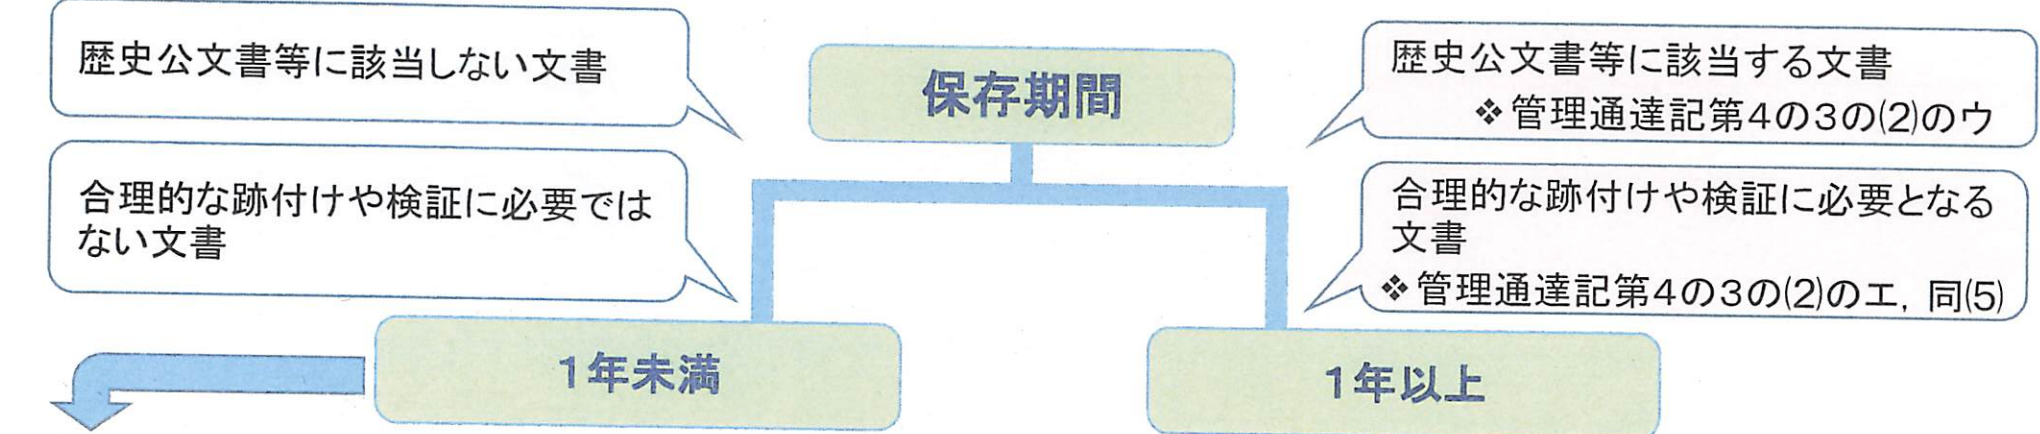 歴史公文書等に該当しない文書
保存期間
歴史公文書等に該当する文書
❖管理通達記第4の3の(2)のウ
合理的な跡付けや検証に必要では
ない文書
合理的な跡付けや検証に必要となる
文書
❖管理通達記第4の3の(2)のエ，同(5)
1年未満
1年以上